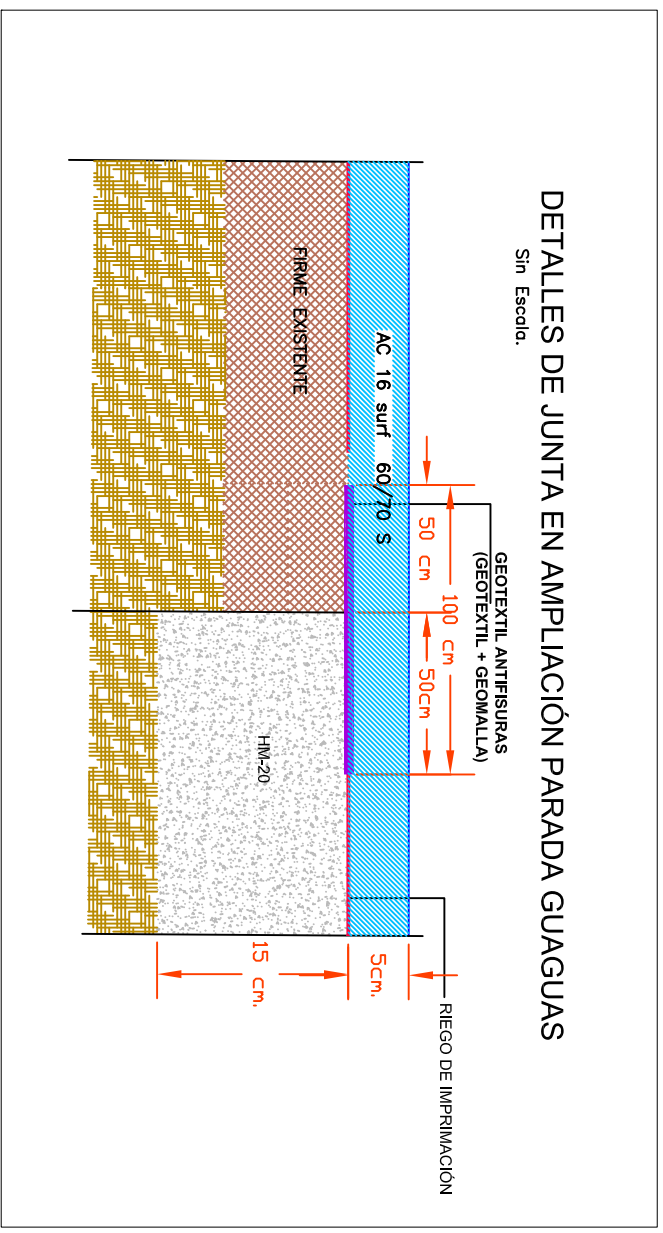 DETALLES DE JUNTA EN AMPLIACIÓN PARADA GUAGUAS
Sin Escala.
GEOTEXTIL ANTIFISURAS
(GEOTEXTIL + GEOMALLA)
RIEGO DE IMPRIMACIÓN
100 cm
50 cm
50cm
AC 16 surf 60/70 S
5cm.
FIRME EXISTENTE
HM-20
15 cm.